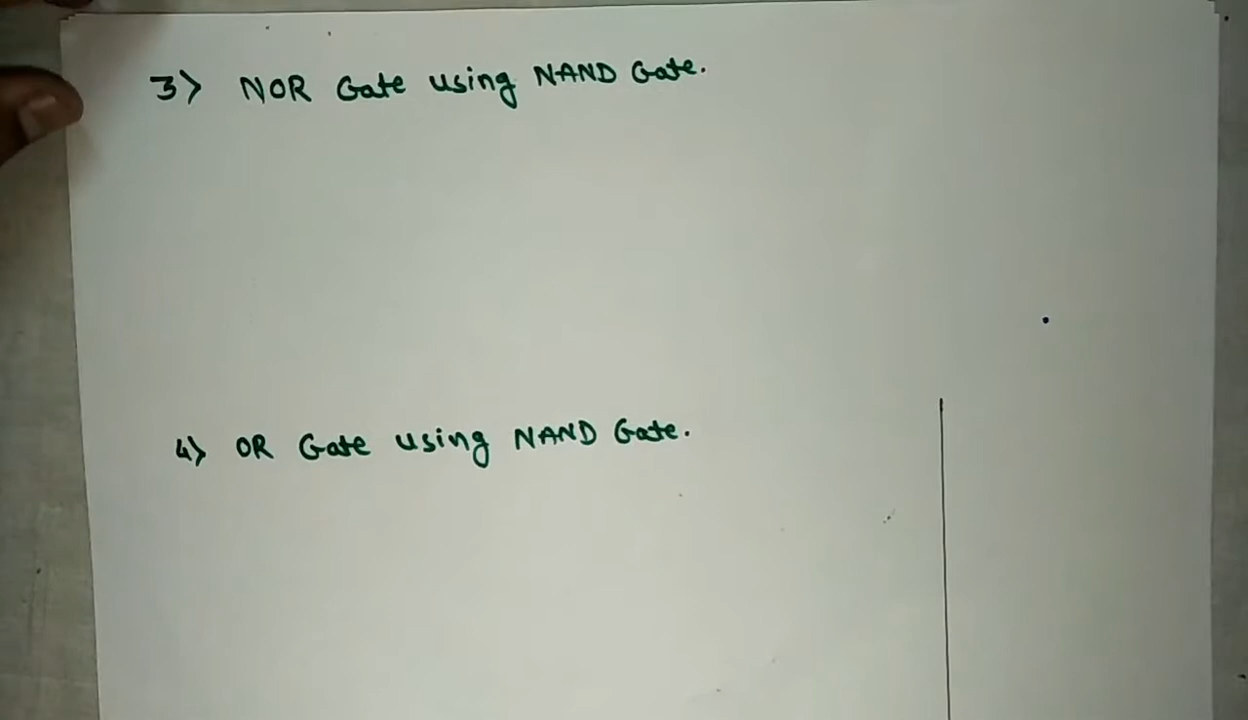 3) NOR Gate using NAND Gate.
4) OR Gate using NAND Gate.